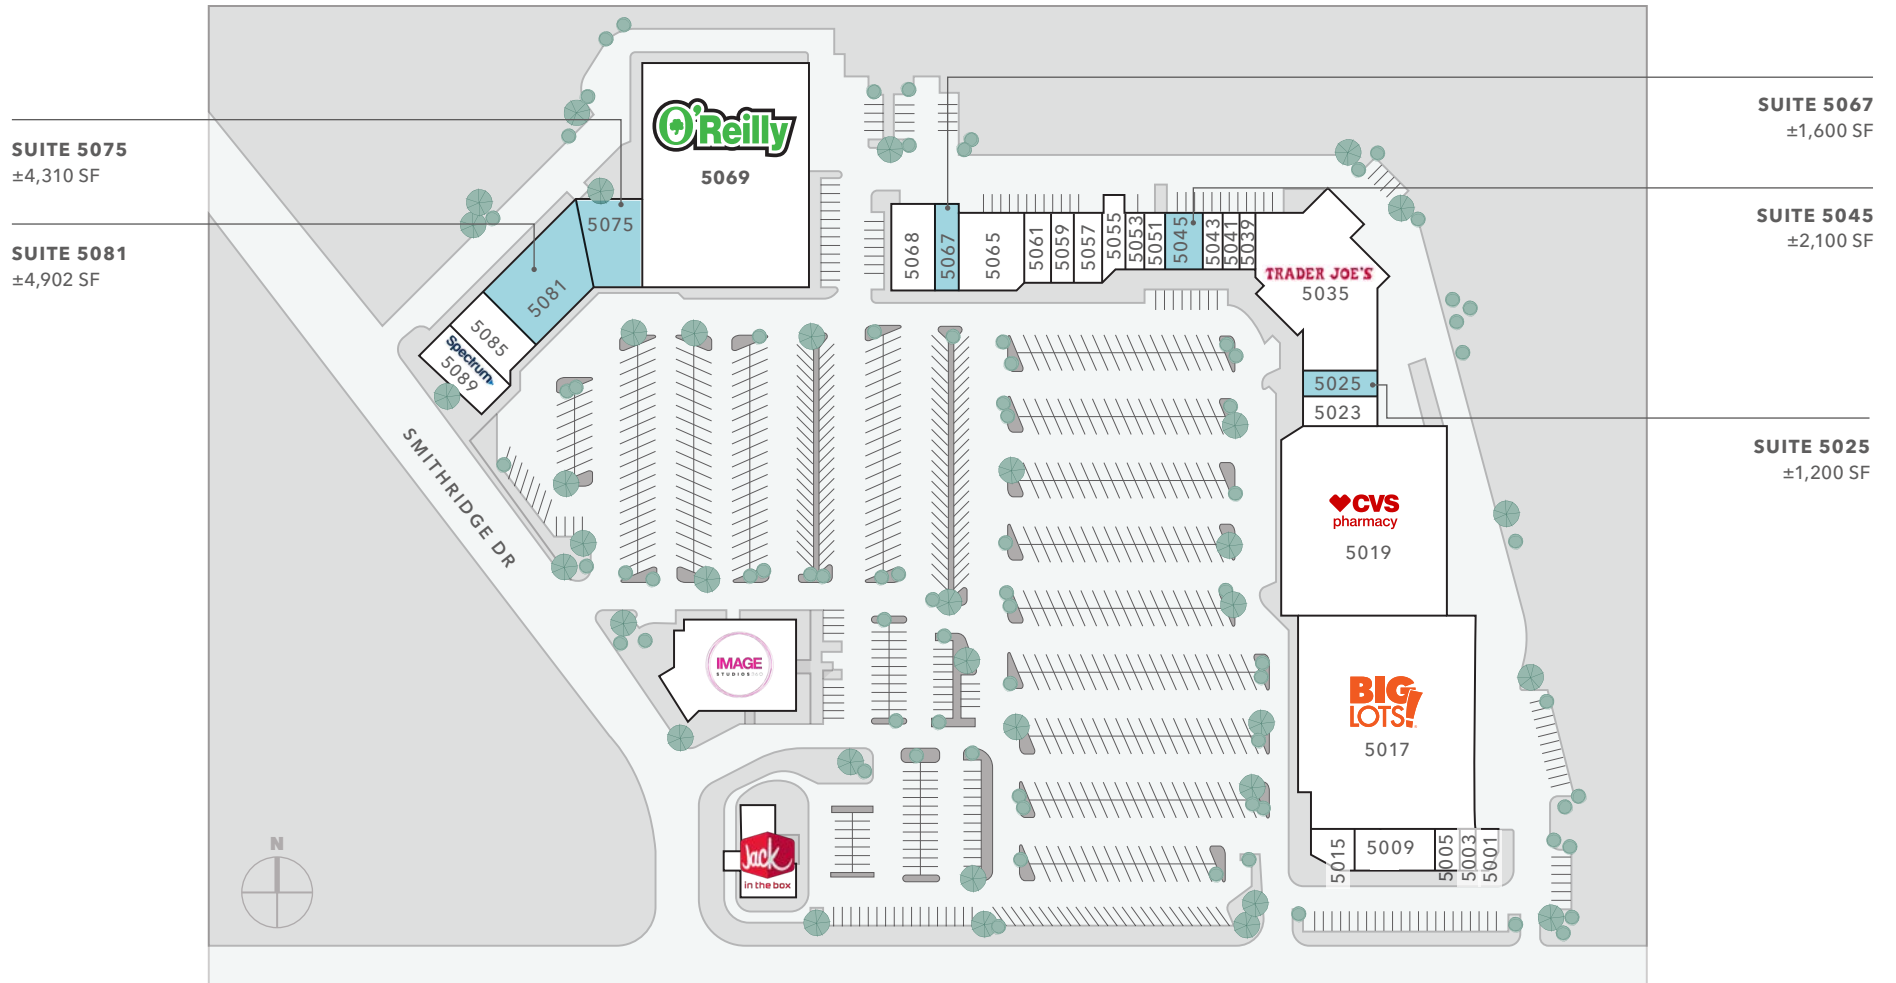 SUITE 5075
±4,310 SF
SUITE 5081
±4,902 SF
SUITE 5067
±1,600 SF
SUITE 5045
±2,100 SF
SUITE 5025
±1,200 SF
O'Reilly
5069
5075
5081
5085
Spectrum
5089
5068
5067
5065
5061
5059
5057
5055
5053
5051
5045
5043
5041
5039
TRADER JOE'S
5035
5025
5023
CVS
pharmacy
5019
BIG
LOTS!
5017
5015
5009
5005
5003
5001
SMITHRIDGE DR
IMAGE
STUDIOS 360
Jack
in the box
N